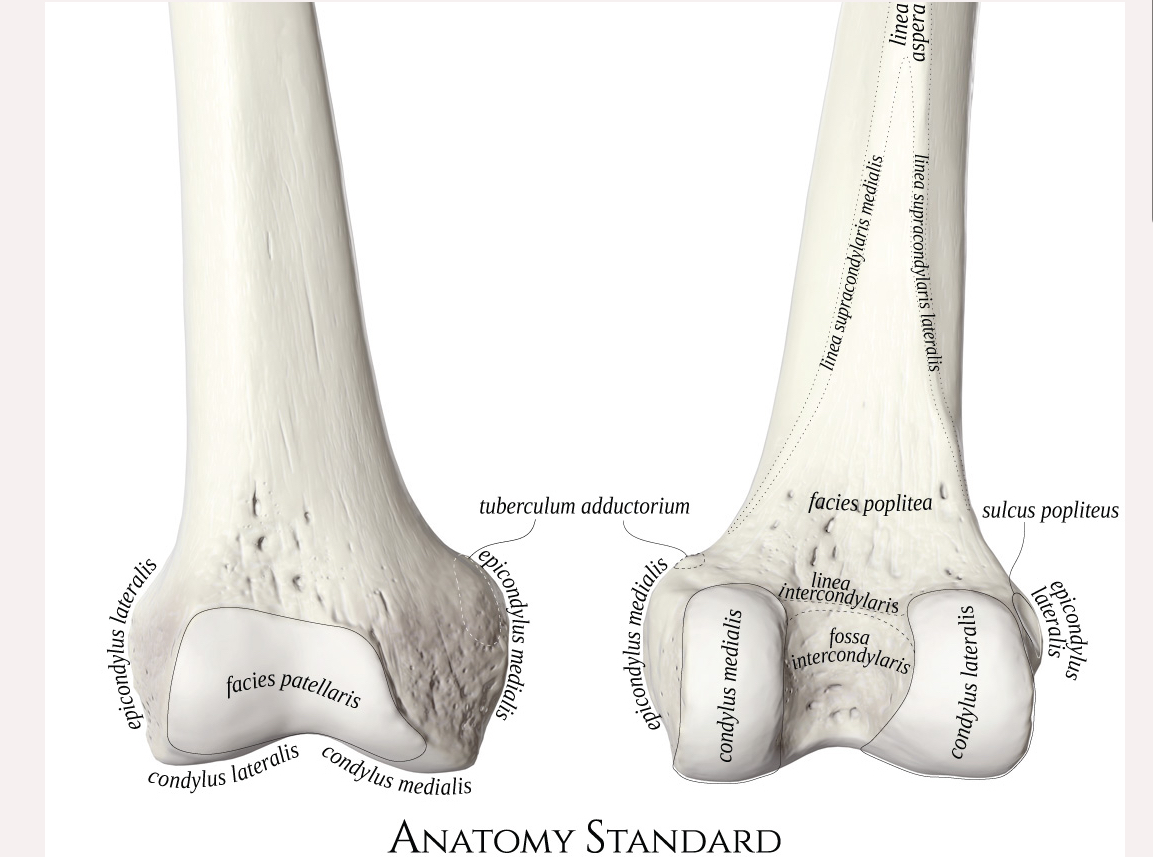 linea
aspera
linea supracondylaris medialis
linea supracondylaris lateralis
tuberculum adductorium
facies poplitea
sulcus popliteus
epicondylus lateralis
epicondylus medialis
epicondylus medialis
linea
intercondylaris
epicondylus
lateralis
fossa
intercondylaris
facies patellaris
condylus medialis
condylus lateralis
condylus lateralis
condylus medialis
ANATOMY STANDARD